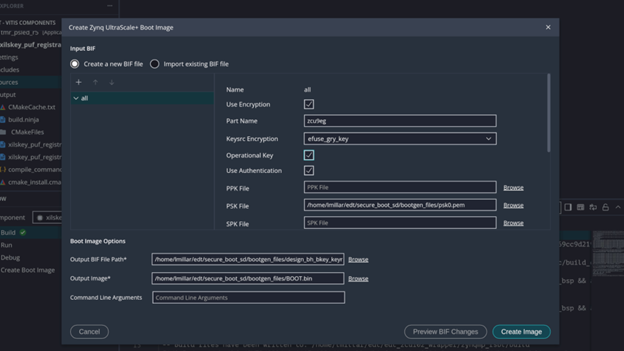 EXPLORER
T - VITIS COMPONENTS
xilskey_puf_registra
ettings
cludes
ources
utput
CMakeCache.txt
build.ninja
CMakeFiles
xilskey_puf_registr
xilskey_puf_registr
compile_command
cmake_install.cma
OW
mponent
xilske
Build
Run
Debug
Create Boot Image
Create Zynq UltraScale+ Boot Image
Input BIF
Create a new BIF file
Import existing BIF file
all
Name all
Use Encryption
Part Name zcu9eg
Keysrc Encryption efuse_gry_key
Operational Key
Use Authentication
PPK File PPK File Browse
PSK File /home/lmillar/edt/secure_boot_sd/bootgen_files/psk0.pem Browse
SPK File SPK File Browse
Boot Image Options
Output BIF File Path* /home/lmillar/edt/secure_boot_sd/bootgen_files/design_bh_bkey_keyr Browse
Output Image* /home/lmillar/edt/secure_boot_sd/bootgen_files/BOOT.bin Browse
Command Line Arguments Command Line Arguments
Cancel
Preview BIF Changes
Create Image
_bsp &&
_bsp &&